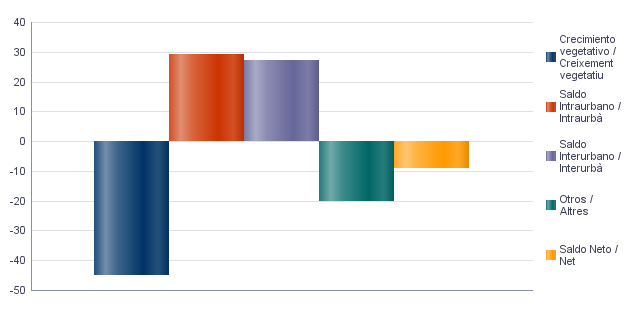 40
30
20
10
0
-10
-20
-30
-40
-50
Crecimiento
vegetativo /
Creixement
vegetatiu
Saldo
Intraurbano /
Intraurbà
Saldo
Interurbano /
Interurbà
Otros /
Altres
Saldo Neto /
Net